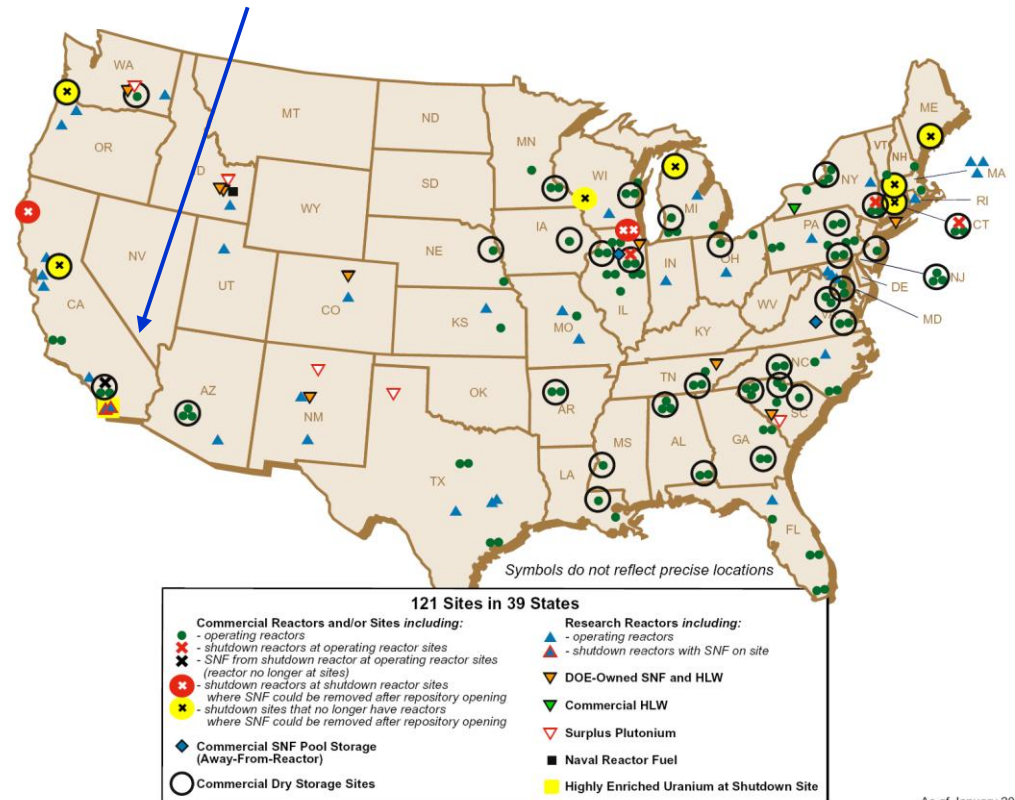 WA
MT
ND
MN
ME
VT
NH
OR
D
SD
WI
MI
NY
MA
RI
WY
CT
NV
IA
PA
NE
NJ
UT
IN
OH
DE
CO
IL
WV
MD
CA
KS
MO
KY
VA
NC
TN
AZ
OK
AR
SC
NM
MS
AL
GA
TX
LA
FL
Symbols do not reflect precise locations
121 Sites in 39 States
Commercial Reactors and/or Sites including:
- operating reactors
- shutdown reactors at operating reactor sites
- SNF from shutdown reactor at operating reactor sites
(reactor no longer at sites)
- shutdown reactors at shutdown reactor sites
where SNF could be removed after repository opening
- shutdown sites that no longer have reactors
where SNF could be removed after repository opening
Commercial SNF Pool Storage
(Away-From-Reactor)
Commercial Dry Storage Sites
Research Reactors including:
- operating reactors
- shutdown reactors with SNF on site
DOE-Owned SNF and HLW
Commercial HLW
Surplus Plutonium
Naval Reactor Fuel
Highly Enriched Uranium at Shutdown Site